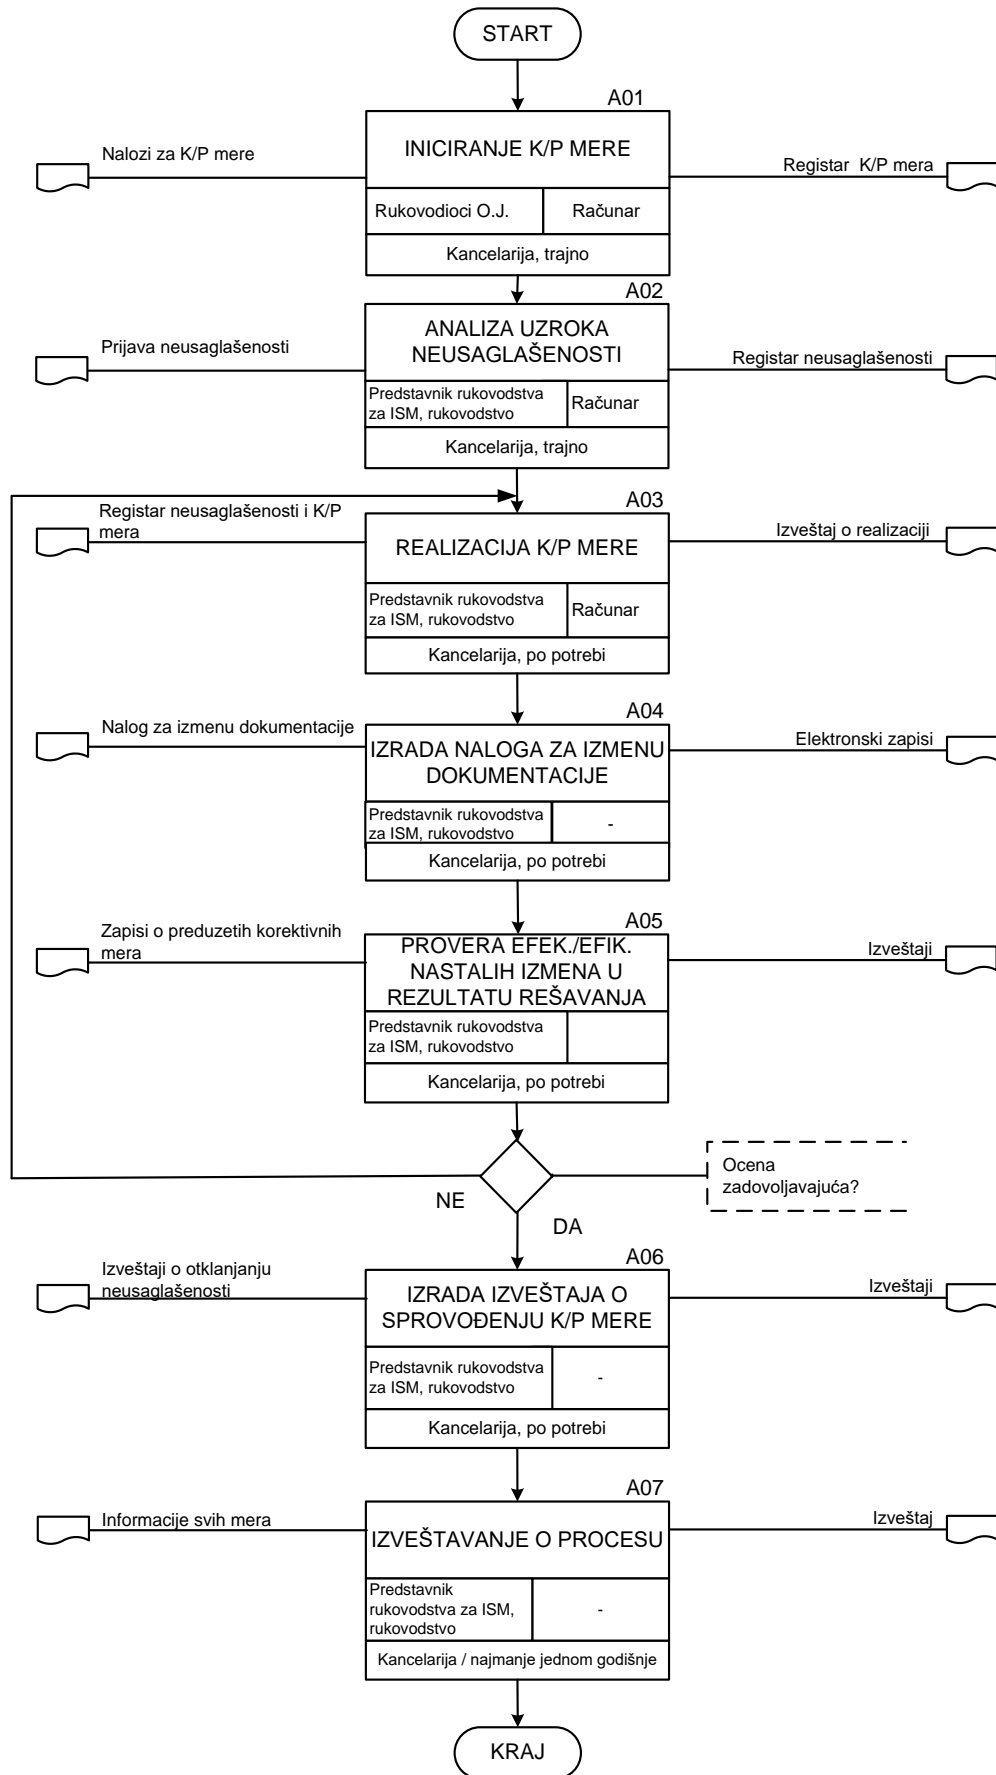 START
A01
INICIRANJE K/P MERE
Nalozi za K/P mere
Registar K/P mera
Rukovodioci O.J.
Računar
Kancelarija, trajno
A02
ANALIZA UZROKA
NEUSAGLAŠENOSTI
Prijava neusaglašenosti
Registar neusaglašenosti
Predstavnik rukovodstva
za ISM, rukovodstvo
Računar
Kancelarija, trajno
A03
Registar neusaglašenosti i K/P
mera
REALIZACIJA K/P MERE
Izveštaj o realizaciji
Predstavnik rukovodstva
za ISM, rukovodstvo
Računar
Kancelarija, po potrebi
A04
Nalog za izmenu dokumentacije
IZRADA NALOGA ZA IZMENU
DOKUMENTACIJE
Elektronski zapisi
Predstavnik rukovodstva
za ISM, rukovodstvo
-
Kancelarija, po potrebi
A05
Zapisi o preduzetih korektivnih
mera
PROVERA EFEK./EFIK.
NASTALIH IZMENA U
REZULTATU REŠAVANJA
Izveštaji
Predstavnik rukovodstva
za ISM, rukovodstvo
Kancelarija, po potrebi
Ocena
zadovoljavajuća?
NE
DA
A06
Izveštaji o otklanjanju
neusaglašenosti
IZRADA IZVEŠTAJA O
SPROVOĐENJU K/P MERE
Izveštaji
Predstavnik rukovodstva
za ISM, rukovodstvo
-
Kancelarija, po potrebi
A07
Informacije svih mera
IZVEŠTAVANJE O PROCESU
Izveštaj
Predstavnik
rukovodstva za ISM,
rukovodstvo
-
Kancelarija / najmanje jednom godišnje
KRAJ